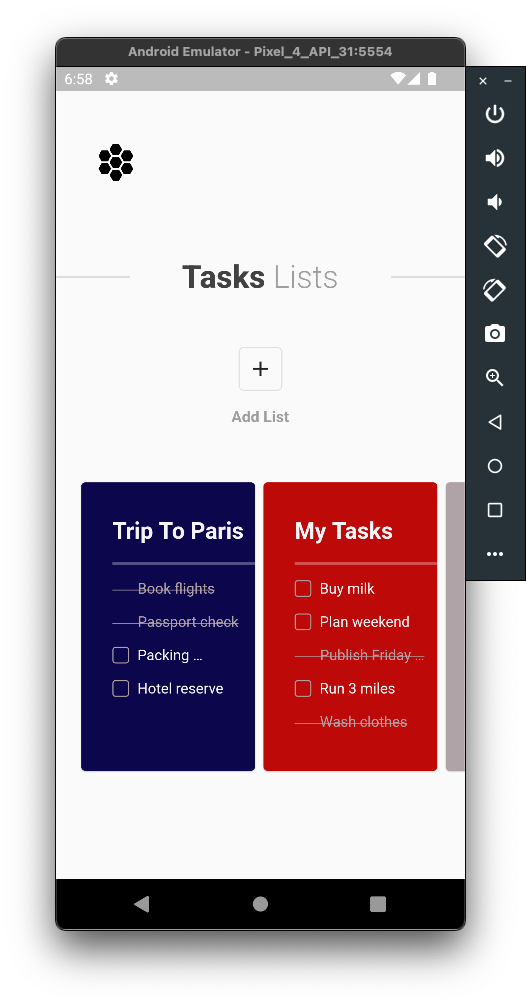 Android Emulator - Pixel_4_API_31:5554
6:58
Tasks Lists
Add List
Trip To Paris
Book flights
Passport check
Packing ...
Hotel reserve
My Tasks
Buy milk
Plan weekend
Publish Friday ...
Run 3 miles
Wash clothes